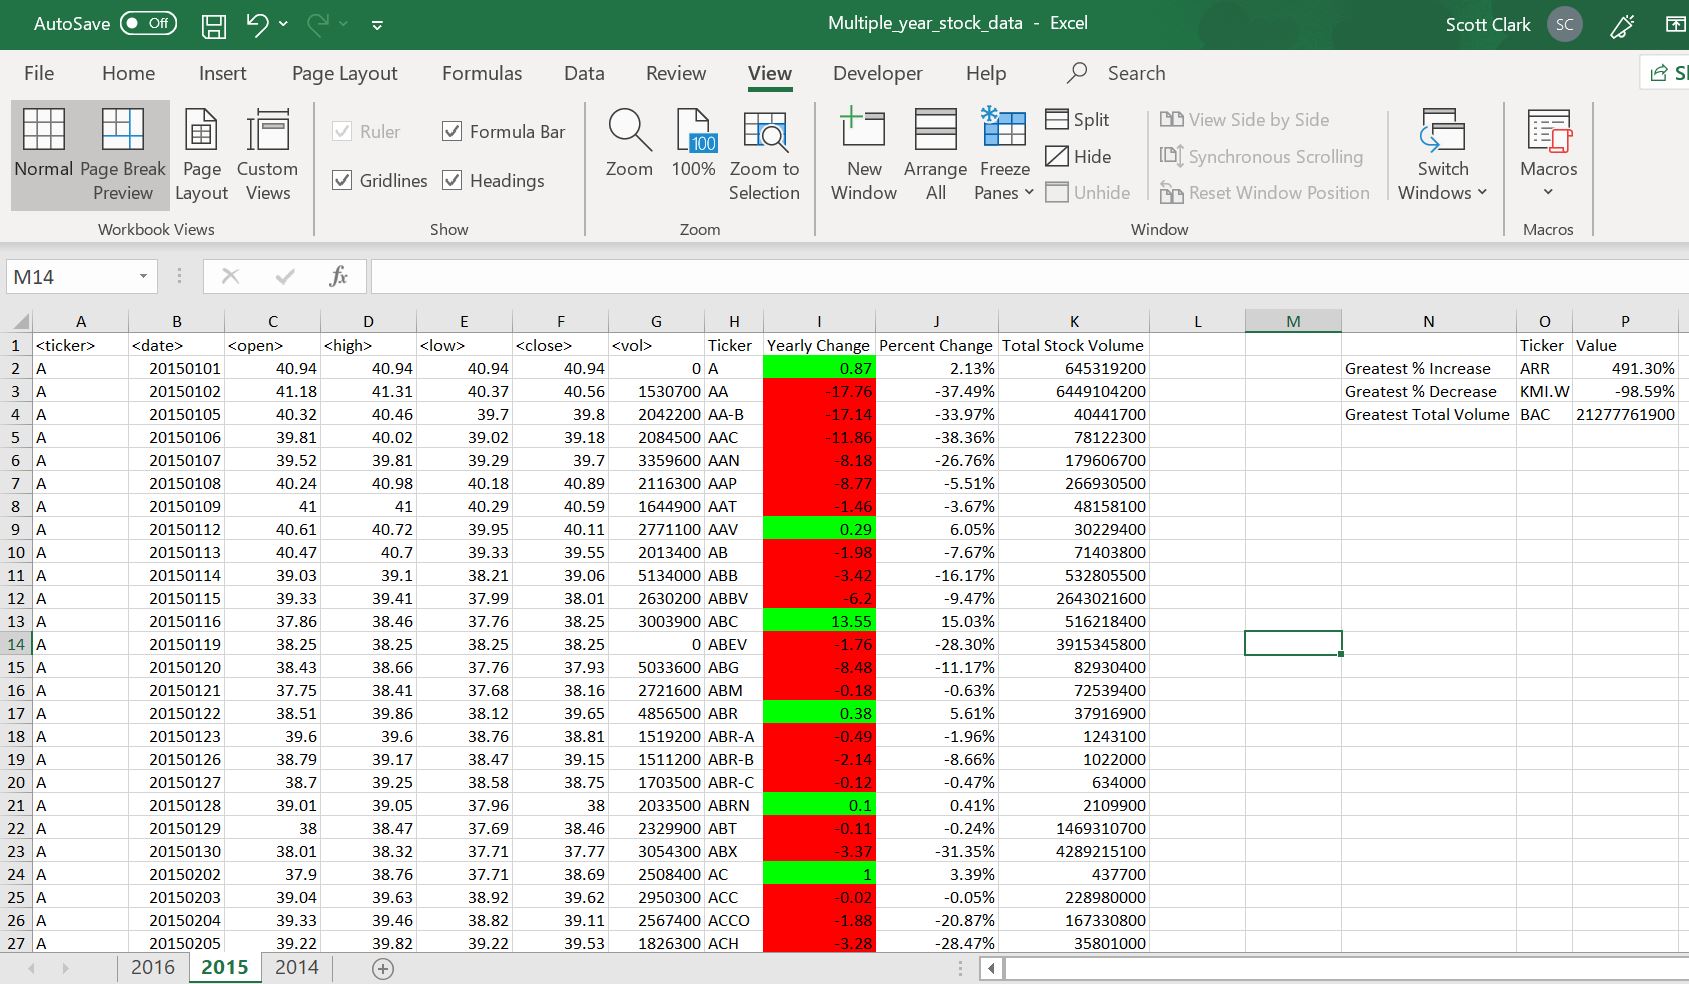 AutoSave Off Multiple_year_stock_data - Excel Scott Clark SC
File Home Insert Page Layout Formulas Data Review View Developer Help Search
Normal Page Break Preview Page Layout Custom Views
Workbook Views
Ruler Formula Bar
Gridlines Headings
Show
Zoom 100 100% Zoom to Selection
Zoom
New Window Arrange All Freeze Panes
Split
Hide
Unhide
View Side by Side
Synchronous Scrolling
Reset Window Position
Window
Switch Windows
Macros
Macros
M14 fx
A B C D E F G H I J K L M N O P
1 <ticker> <date> <open> <high> <low> <close> <vol> Ticker Yearly Change Percent Change Total Stock Volume Ticker Value
2 A 20150101 40.94 40.94 40.94 40.94 0 A 0.87 2.13% 645319200 Greatest % Increase ARR 491.30%
3 A 20150102 41.18 41.31 40.37 40.56 1530700 AA -17.76 -37.49% 6449104200 Greatest % Decrease KMI.W -98.59%
4 A 20150105 40.32 40.46 39.7 39.8 2042200 AA-B -17.14 -33.97% 40441700 Greatest Total Volume BAC 21277761900
5 A 20150106 39.81 40.02 39.02 39.18 2084500 AAC -11.86 -38.36% 78122300
6 A 20150107 39.52 39.81 39.29 39.7 3359600 AAN -8.18 -26.76% 179606700
7 A 20150108 40.24 40.98 40.18 40.89 2116300 AAP -8.77 -5.51% 266930500
8 A 20150109 41 41 40.29 40.59 1644900 AAT -1.46 -3.67% 48158100
9 A 20150112 40.61 40.72 39.95 40.11 2771100 AAV 0.29 6.05% 30229400
10 A 20150113 40.47 40.7 39.33 39.55 2013400 AB -1.98 -7.67% 71403800
11 A 20150114 39.03 39.1 38.21 39.06 5134000 ABB -3.42 -16.17% 532805500
12 A 20150115 39.33 39.41 37.99 38.01 2630200 ABBV -6.2 -9.47% 2643021600
13 A 20150116 37.86 38.46 37.76 38.25 3003900 ABC 13.55 15.03% 516218400
14 A 20150119 38.25 38.25 38.25 38.25 0 ABEV -1.76 -28.30% 3915345800
15 A 20150120 38.43 38.66 37.76 37.93 5033600 ABG -8.48 -11.17% 82930400
16 A 20150121 37.75 38.41 37.68 38.16 2721600 ABM -0.18 -0.63% 72539400
17 A 20150122 38.51 39.86 38.12 39.65 4856500 ABR 0.38 5.61% 37916900
18 A 20150123 39.6 39.6 38.76 38.81 1519200 ABR-A -0.49 -1.96% 1243100
19 A 20150126 38.79 39.17 38.47 39.15 1511200 ABR-B -2.14 -8.66% 1022000
20 A 20150127 38.7 39.25 38.58 38.75 1703500 ABR-C -0.12 -0.47% 634000
21 A 20150128 39.01 39.05 37.96 38 2033500 ABRN 0.1 0.41% 2109900
22 A 20150129 38 38.47 37.69 38.46 2329900 ABT -0.11 -0.24% 1469310700
23 A 20150130 38.01 38.32 37.71 37.77 3054300 ABX -3.37 -31.35% 4289215100
24 A 20150202 37.9 38.76 37.71 38.69 2508400 AC 1 3.39% 437700
25 A 20150203 39.04 39.63 38.92 39.62 2950300 ACC -0.02 -0.05% 228980000
26 A 20150204 39.33 39.46 38.82 39.11 2567400 ACCO -1.88 -20.87% 167330800
27 A 20150205 39.22 39.82 39.22 39.53 1826300 ACH -3.28 -28.47% 35801000
2016 2015 2014